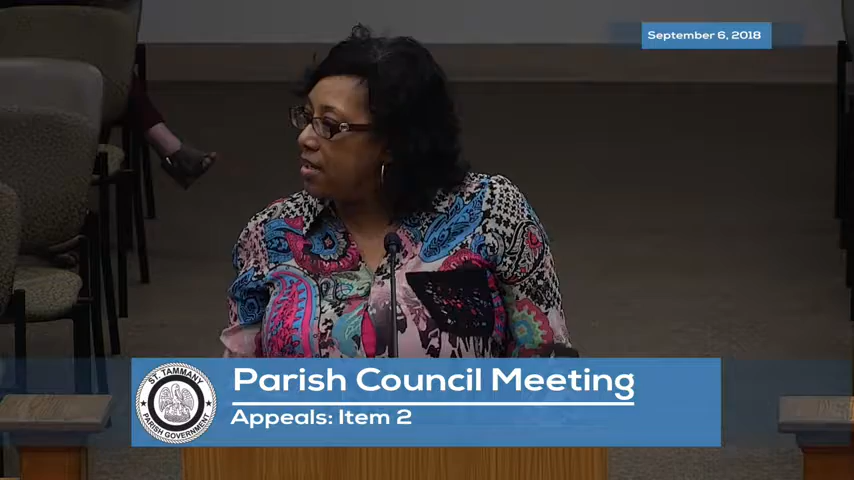 September 6, 2018
Parish Council Meeting
Appeals: Item 2
ST. TAMMANY
PARISH GOVERNMENT